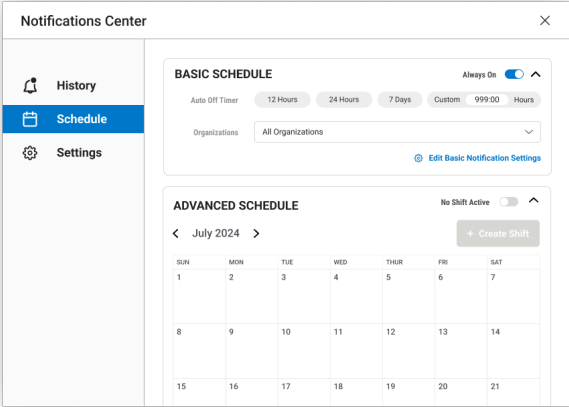 Notifications Center
History
Schedule
Settings
BASIC SCHEDULE
Always On
Auto Off Timer 12 Hours 24 Hours 7 Days Custom 999:00 Hours
Organizations All Organizations
Edit Basic Notification Settings
ADVANCED SCHEDULE
No Shift Active
July 2024
+ Create Shift
SUN MON TUE WED THUR FRI SAT
1 2 3 4 5 6 7
8 9 10 11 12 13 14
15 16 17 18 19 20 21